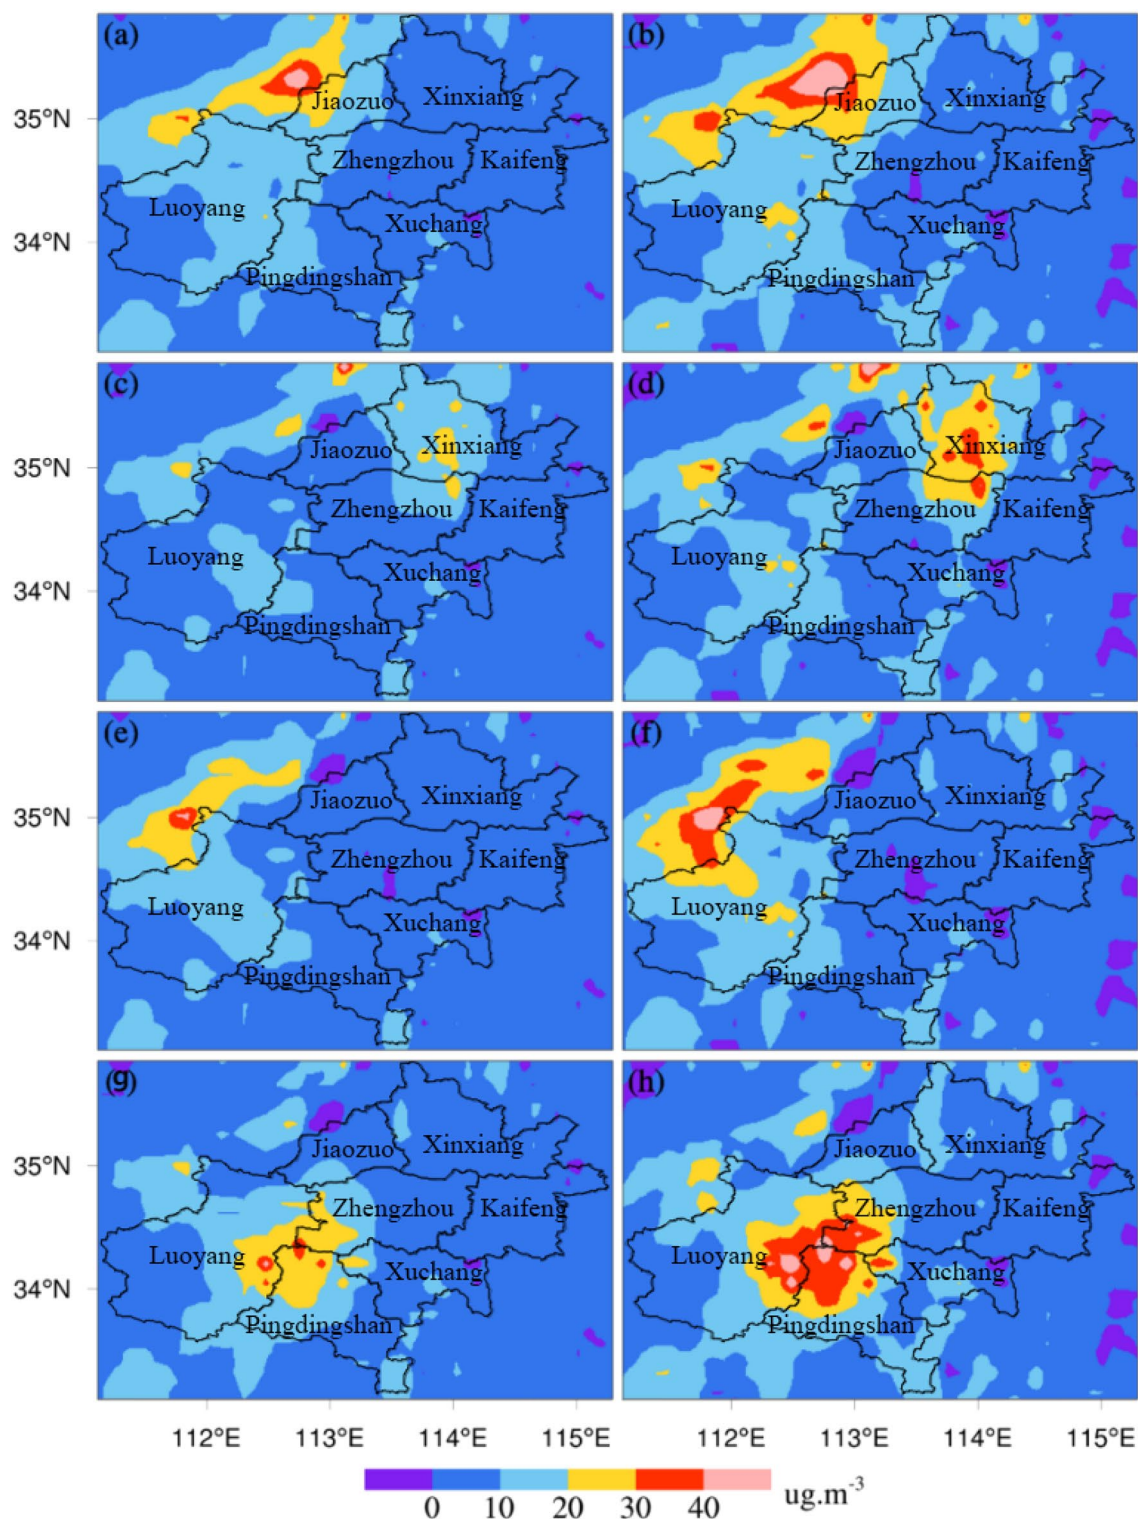 (a)
(b)
Jiaozuo
Xinxiang
Jiaozuo
Xinxiang
35°N
Zhengzhou
Kaifeng
Zhengzhou
Kaifeng
Luoyang
Xuchang
Luoyang
Xuchang
34°N
Pingdingshan
Pingdingshan
(c)
(d)
Jiaozuo
Xinxiang
Jiaozuo
Xinxiang
35°N
Zhengzhou
Kaifeng
Zhengzhou
Kaifeng
Luoyang
Xuchang
Luoyang
Xuchang
34°N
Pingdingshan
Pingdingshan
(e)
(f)
Jiaozuo
Xinxiang
Jiaozuo
Xinxiang
35°N
Zhengzhou
Kaifeng
Zhengzhou
Kaifeng
Luoyang
Xuchang
Luoyang
Xuchang
34°N
Pingdingshan
Pingdingshan
(g)
(h)
Jiaozuo
Xinxiang
Jiaozuo
Xinxiang
35°N
Zhengzhou
Kaifeng
Zhengzhou
Kaifeng
Luoyang
Xuchang
Luoyang
Xuchang
34°N
Pingdingshan
Pingdingshan
112°E 113°E 114°E 115°E
112°E 113°E 114°E 115°E
0 10 20 30 40 ug.m⁻³